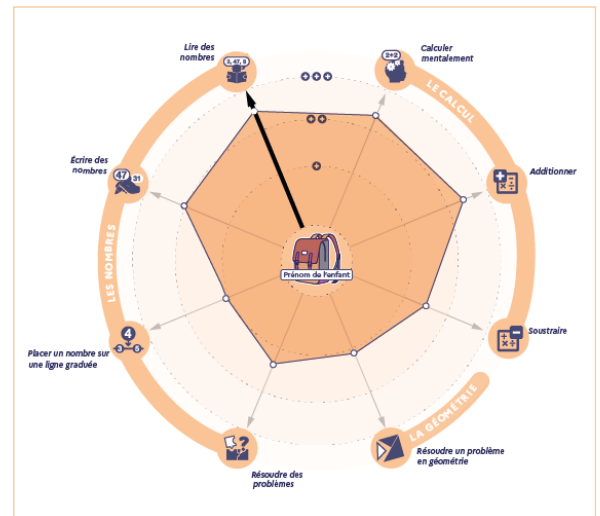 Lire des
nombres
3, 47, 8
2+2
Calculer
mentalement
LE CALCUL
Écrire des
nombres
47
31
Additionner
LES NOMBRES
Prénom de l'enfant
4
3
5
Placer un nombre sur
une ligne graduée
Soustraire
LA GÉOMÉTRIE
Résoudre des
problèmes
Résoudre un problème
en géométrie